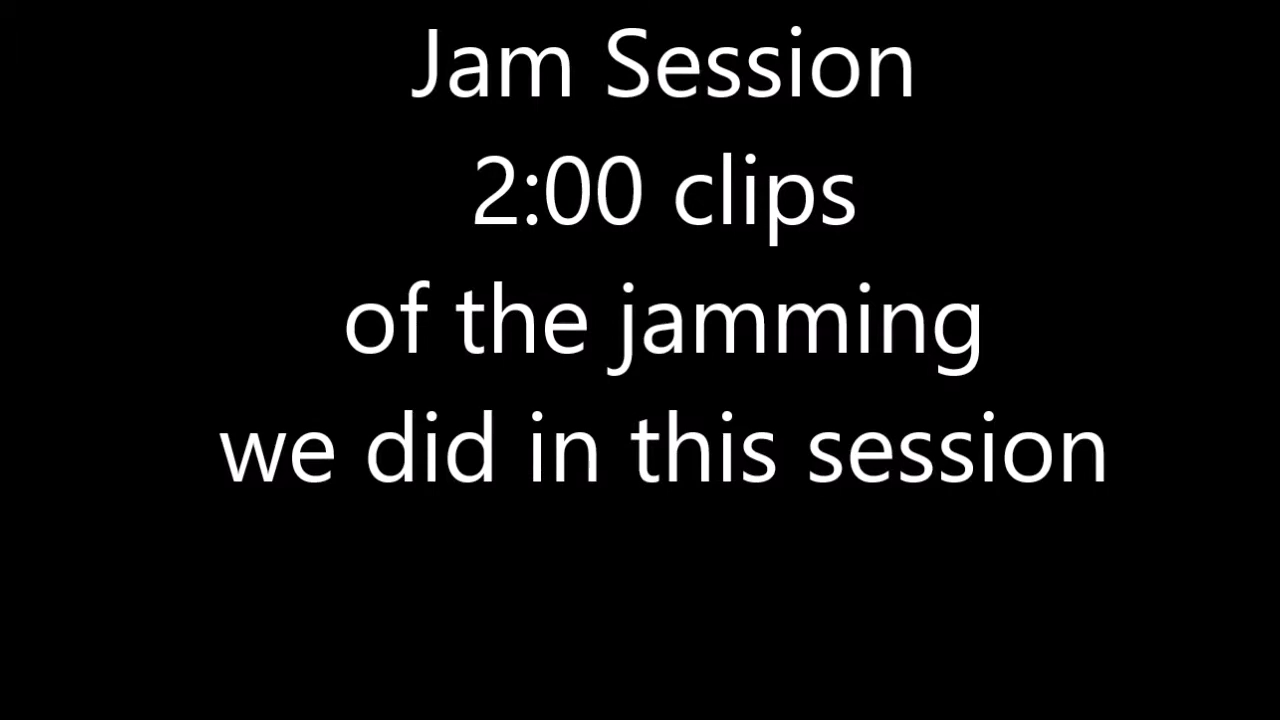 Jam Session
2:00 clips
of the jamming
we did in this session